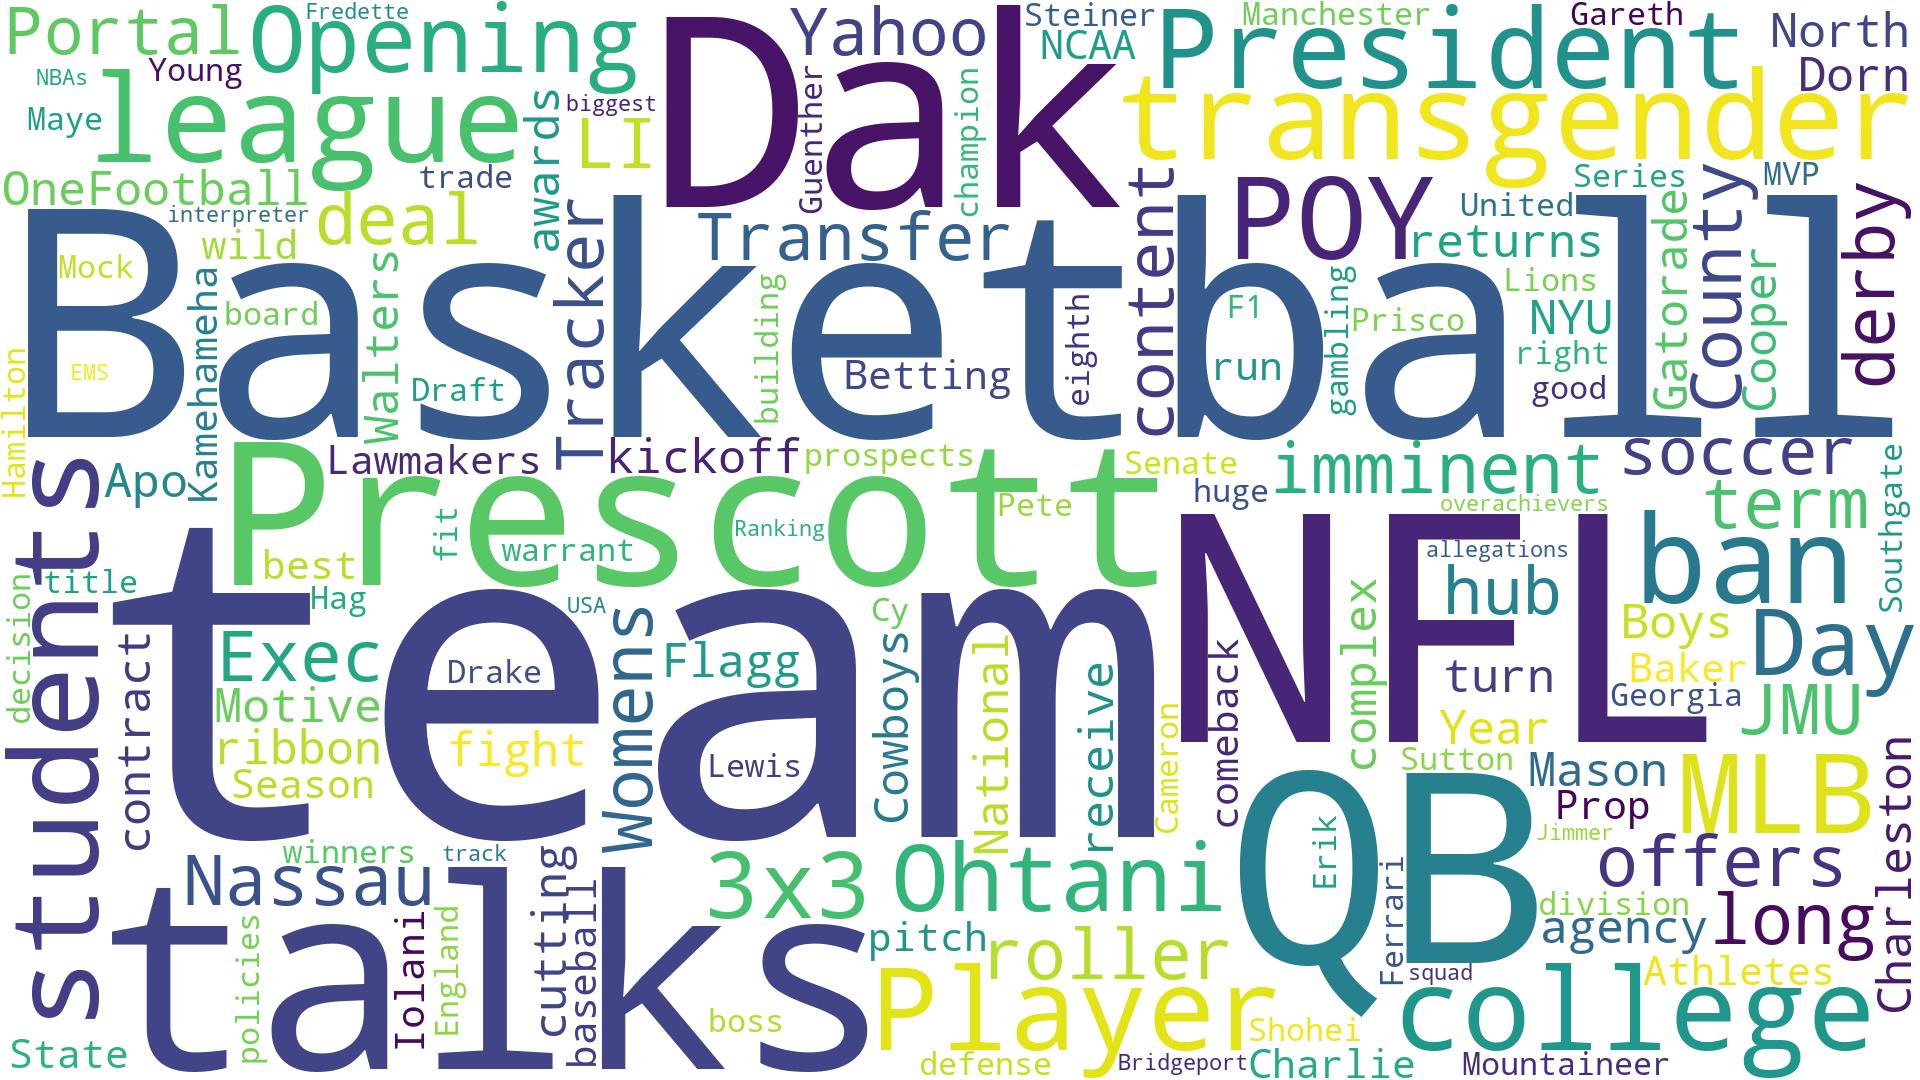 Portal
Fredette
Opening
Dak
Yahoo
Steiner
NCAA
Manchester
Gareth
President
North
Dorn
NBAs
Young
Maye
league
awards
biggest
LI
Guenther
champion
transgender
OneFootball
trade
interpreter
deal
wild
Mock
Kamehameha
board
Walters
Tracker
Transfer
content
POY
Series
MVP
United
returns
Gatorrade
County
derby
Basketball
Lions
NYU
Cooper
F1
gambling
Prisco
right
run
good
EMS
Hamilton
Draft
building
Betting
eighth
Apo
Lawmakers
kickoff
prospects
Senate
imminent
soccer
huge
overachievers
term
Southgate
Prescott
Pete
fit
Ranking
warrant
best
title
Hag
USA
students
decision
contract
NFL
allegations
hub
ban
Day
team
Exec
Womens
Flagg
Cy
Cowboys
National
receive
comeback
complex
Boys
Baker
turn
Georgia
JMU
Motive
Drake
ribbon
fight
Season
Lewis
Cameron
Year
Sutton
Mason
Prop
MLB
Charleston
QB
Jimmer
winners
track
Nassau
cutting
baseball
3x3
Ohtani
Erik
Ferrari
offers
division
agency
long
talks
policies
Iolani
England
pitch
roller
squad
Athletes
State
boss
Player
Shohei
college
defense
Bridgeport
Charlie
Mountaineer